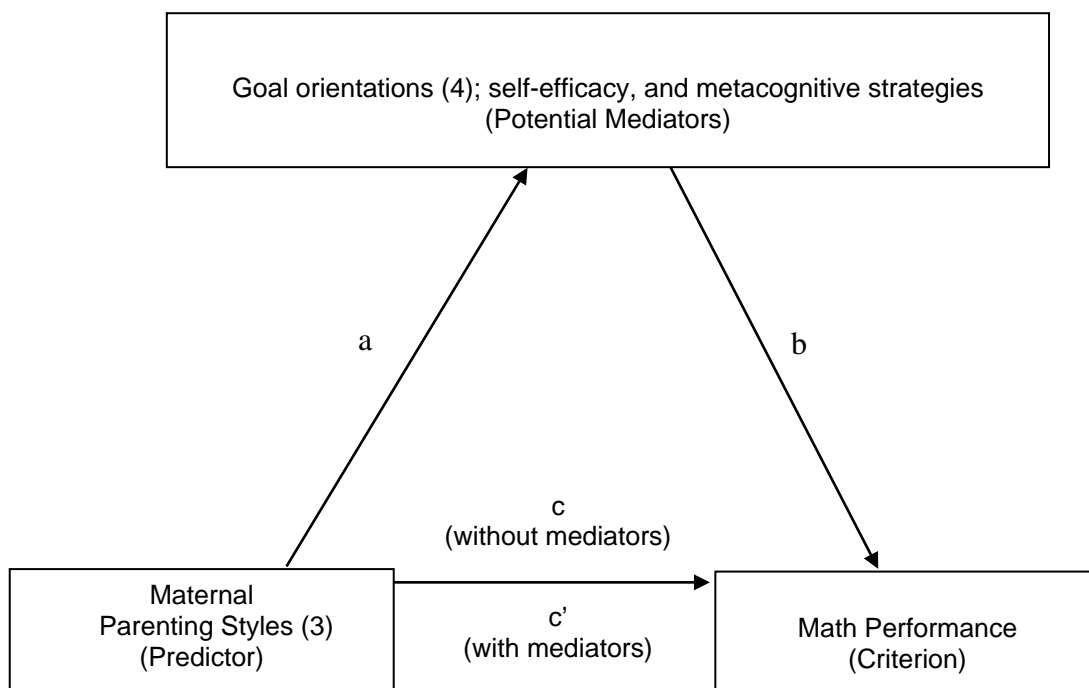 Goal orientations (4); self-efficacy, and metacognitive strategies
(Potential Mediators)
a
b
c
(without mediators)
c’
(with mediators)
Maternal
Parenting Styles (3)
(Predictor)
Math Performance
(Criterion)